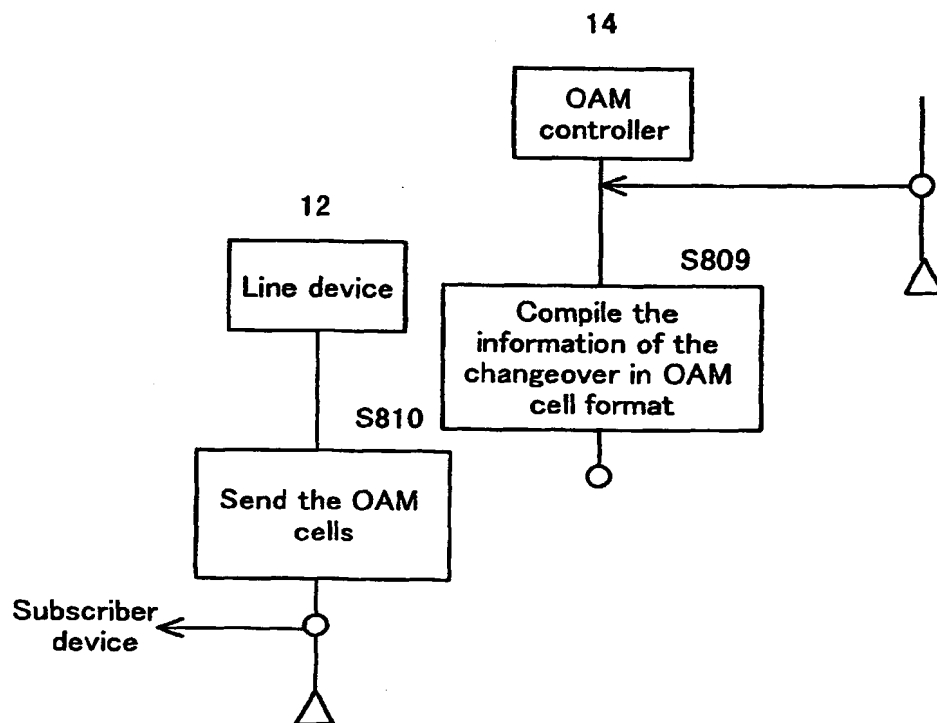 14
OAM
controller
12
Line device
S809
Compile the
information of the
changeover in OAM
cell format
S810
Send the OAM
cells
Subscriber
device